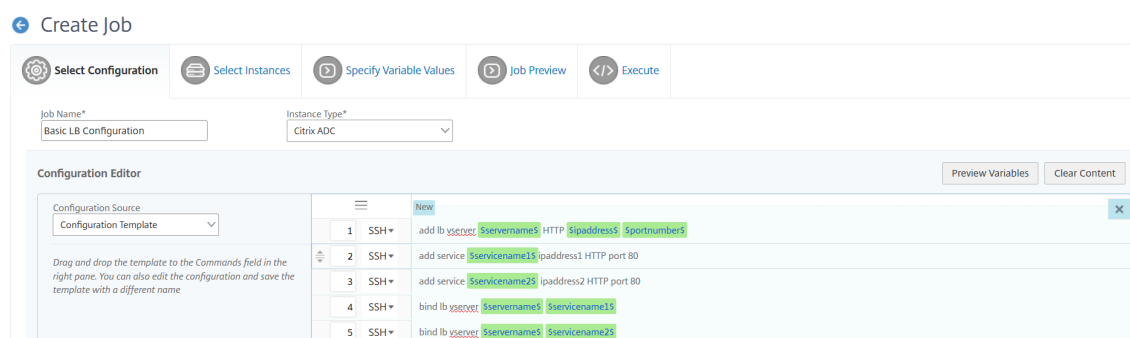 Create Job
Select Configuration
Select Instances
Specify Variable Values
Job Preview
</> Execute
Job Name*
Instance Type*
Basic LB Configuration
Citrix ADC
Configuration Editor
Preview Variables
Clear Content
Configuration Source
Configuration Template
Drag and drop the template to the Commands field in the
right pane. You can also edit the configuration and save the
template with a different name
New
1 SSH add lb vserver $servername$ HTTP $ipaddress$ $portnumber$
2 SSH add service $servicename1$ ipaddress1 HTTP port 80
3 SSH add service $servicename2$ ipaddress2 HTTP port 80
4 SSH bind lb vserver $servername$ $servicename1$
5 SSH bind lb vserver $servername$ $servicename2$